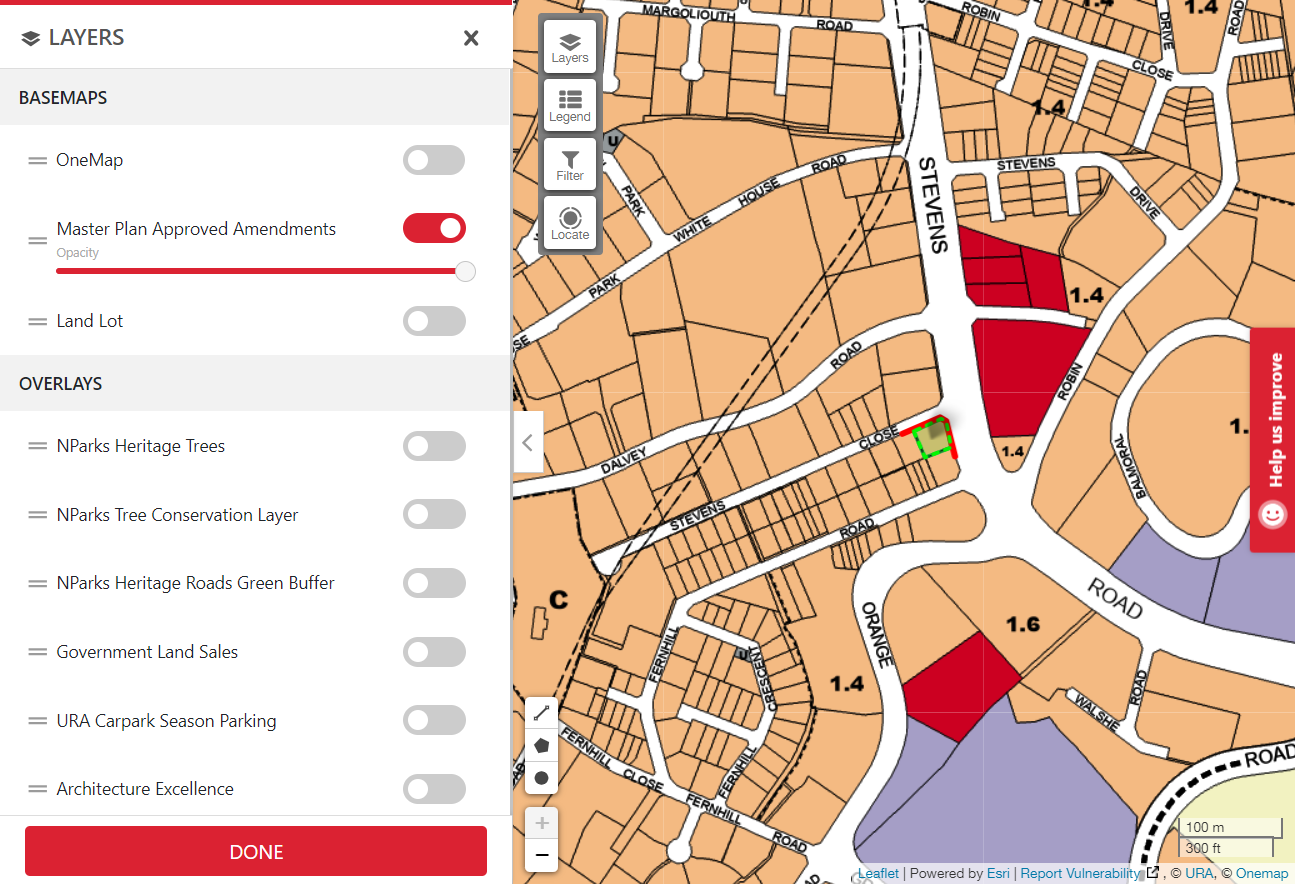 LAYERS
BASEMAPS
OneMap
Master Plan Approved Amendments
Opacity
Land Lot
OVERLAYS
NParks Heritage Trees
NParks Tree Conservation Layer
NParks Heritage Roads Green Buffer
Government Land Sales
URA Carpark Season Parking
Architecture Excellence
DONE
Layers
Legend
Filter
Locate
MARGOLIOUTH
ROAD
ROBIN
CLOSE
DRIVE
1.4
1.4
ROAD
U
1.4
PARK
WHITE
HOUSE
ROAD
STEVENS
STEVENS
DRIVE
PARK
SE
1.4
ROAD
ROBIN
Help us improve
CLOSE
1.4
1.
DALVEY
BALMORAL
STEVENS
ROAD
C
ORANGE
ROAD
1.6
FERNHILL
U
CRESCENT
1.4
ROAD
WALSHE
FERNHILL
CLOSE
FERNHILL
FERNHILL
ROAD
ROAD
100 m
300 ft
+
−
Leaflet | Powered by Esri | Report Vulnerability , © URA, © Onemap